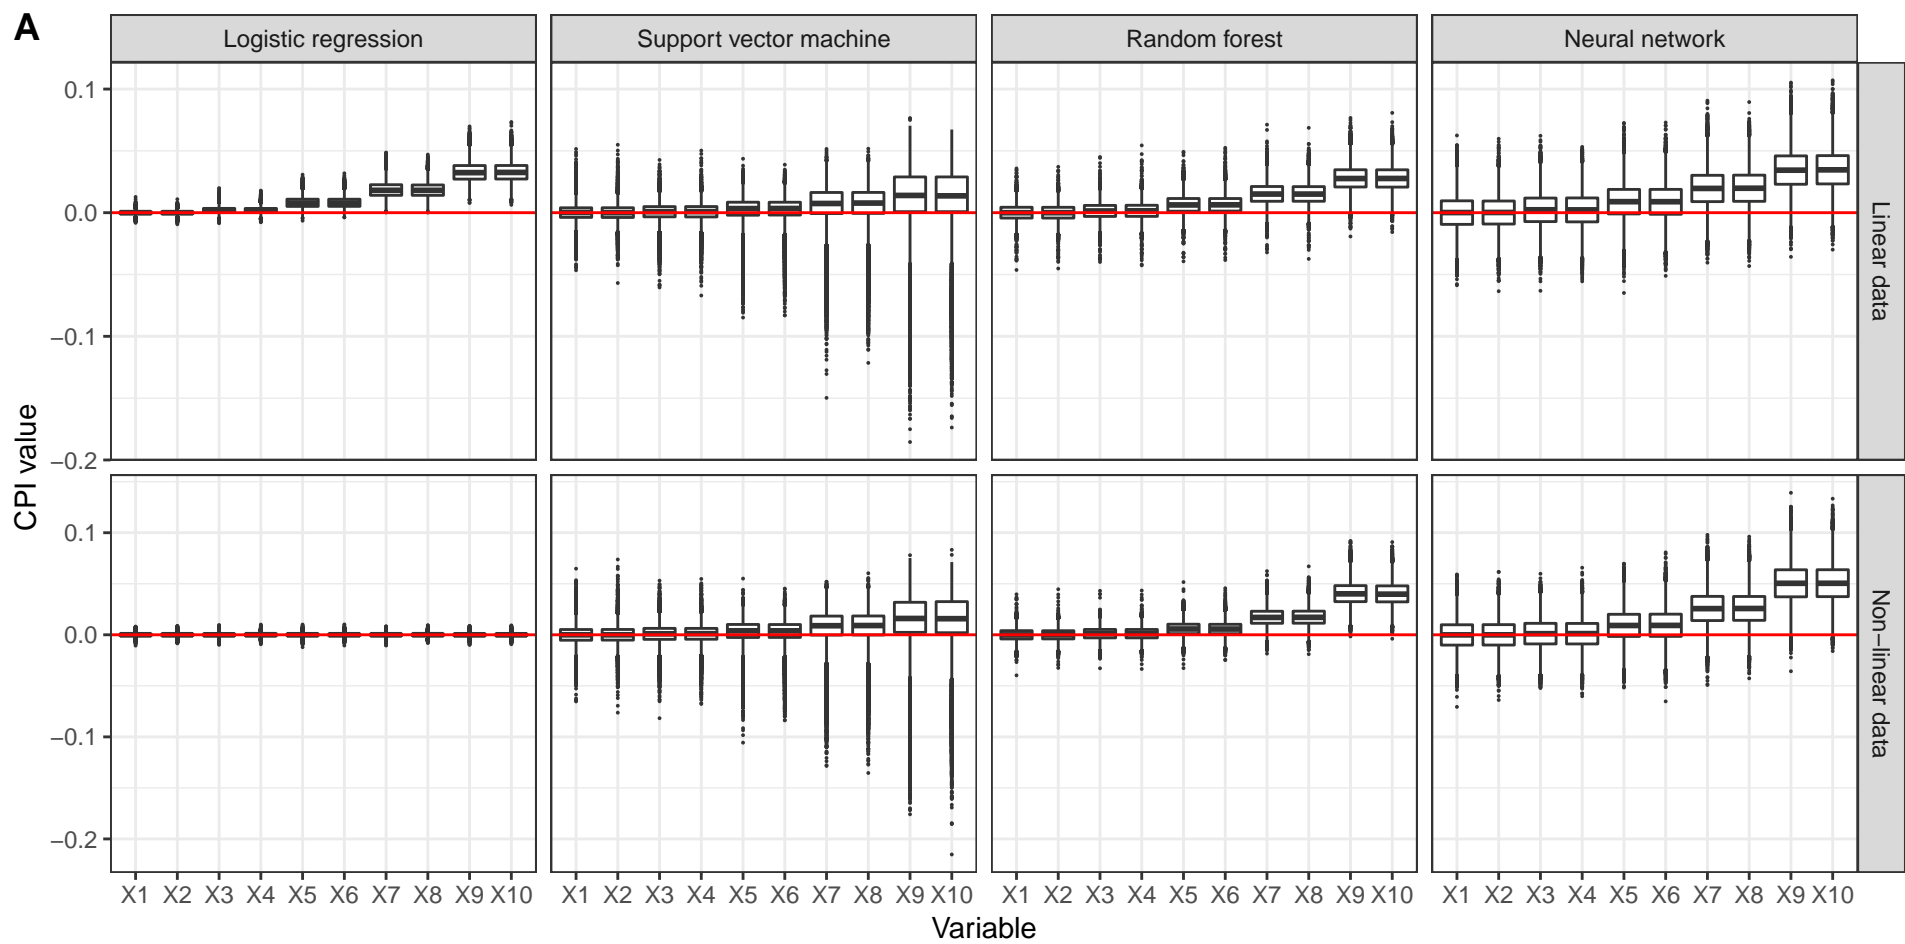 A
Logistic regression
Support vector machine
Random forest
Neural network
0.1
0.0
−0.1
−0.2
Linear data
CPI value
0.1
0.0
−0.1
−0.2
Non−linear data
X1 X2 X3 X4 X5 X6 X7 X8 X9 X10
X1 X2 X3 X4 X5 X6 X7 X8 X9 X10
X1 X2 X3 X4 X5 X6 X7 X8 X9 X10
X1 X2 X3 X4 X5 X6 X7 X8 X9 X10
Variable